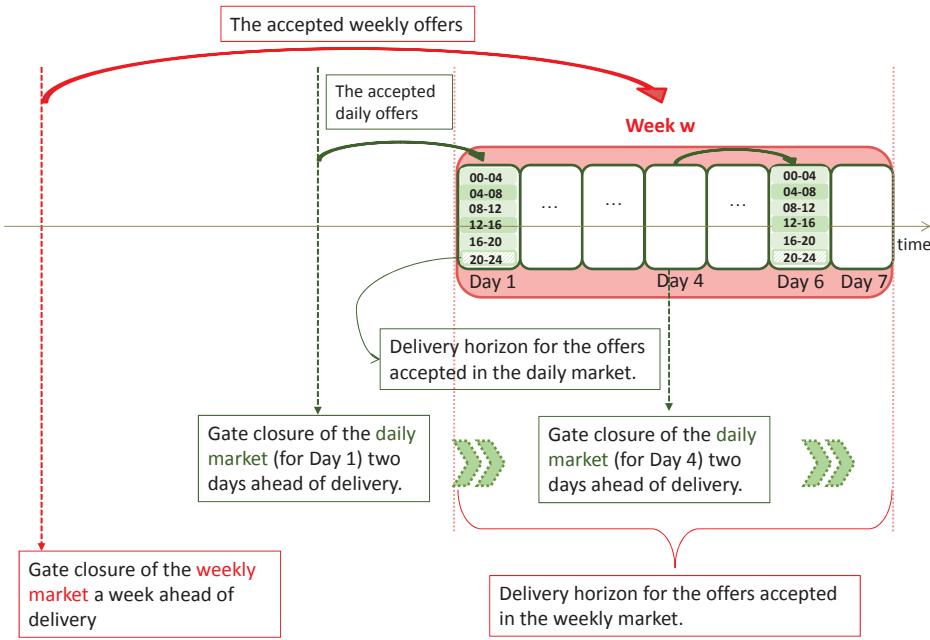 The accepted weekly offers
The accepted
daily offers
Week w
00-04
04-08
08-12
12-16
16-20
20-24
...
...
...
00-04
04-08
08-12
12-16
16-20
20-24
time
Day 1
Day 4
Day 6
Day 7
Delivery horizon for the offers
accepted in the daily market.
Gate closure of the daily
market (for Day 1) two
days ahead of delivery.
Gate closure of the daily
market (for Day 4) two
days ahead of delivery.
Gate closure of the weekly
market a week ahead of
delivery
Delivery horizon for the offers accepted
in the weekly market.